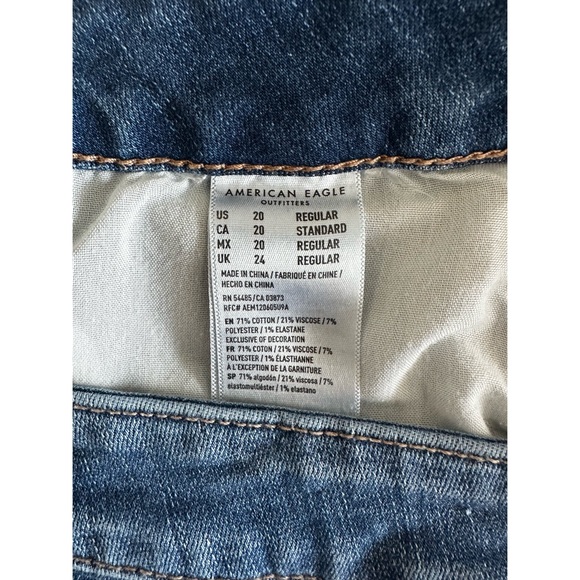 AMERICAN EAGLE
OUTFITTERS
US 20 REGULAR
CA 20 STANDARD
MX 20 REGULAR
UK 24 REGULAR
MADE IN CHINA / FABRIQUÉ EN CHINE /
HECHO EN CHINA
RN 54485/CA 03873
RFC# AEM120605U9A
EN 71% COTTON / 21% VISCOSE / 7%
POLYESTER / 1% ELASTANE
EXCLUSIVE OF DECORATION
FR 71% COTON / 21% VISCOSE / 7%
POLYESTER / 1% ÉLASTHANNE
À L'EXCEPTION DE LA GARNITURE
SP 71% algodón / 21% viscosa / 7%
elastomultiéster / 1% elastano